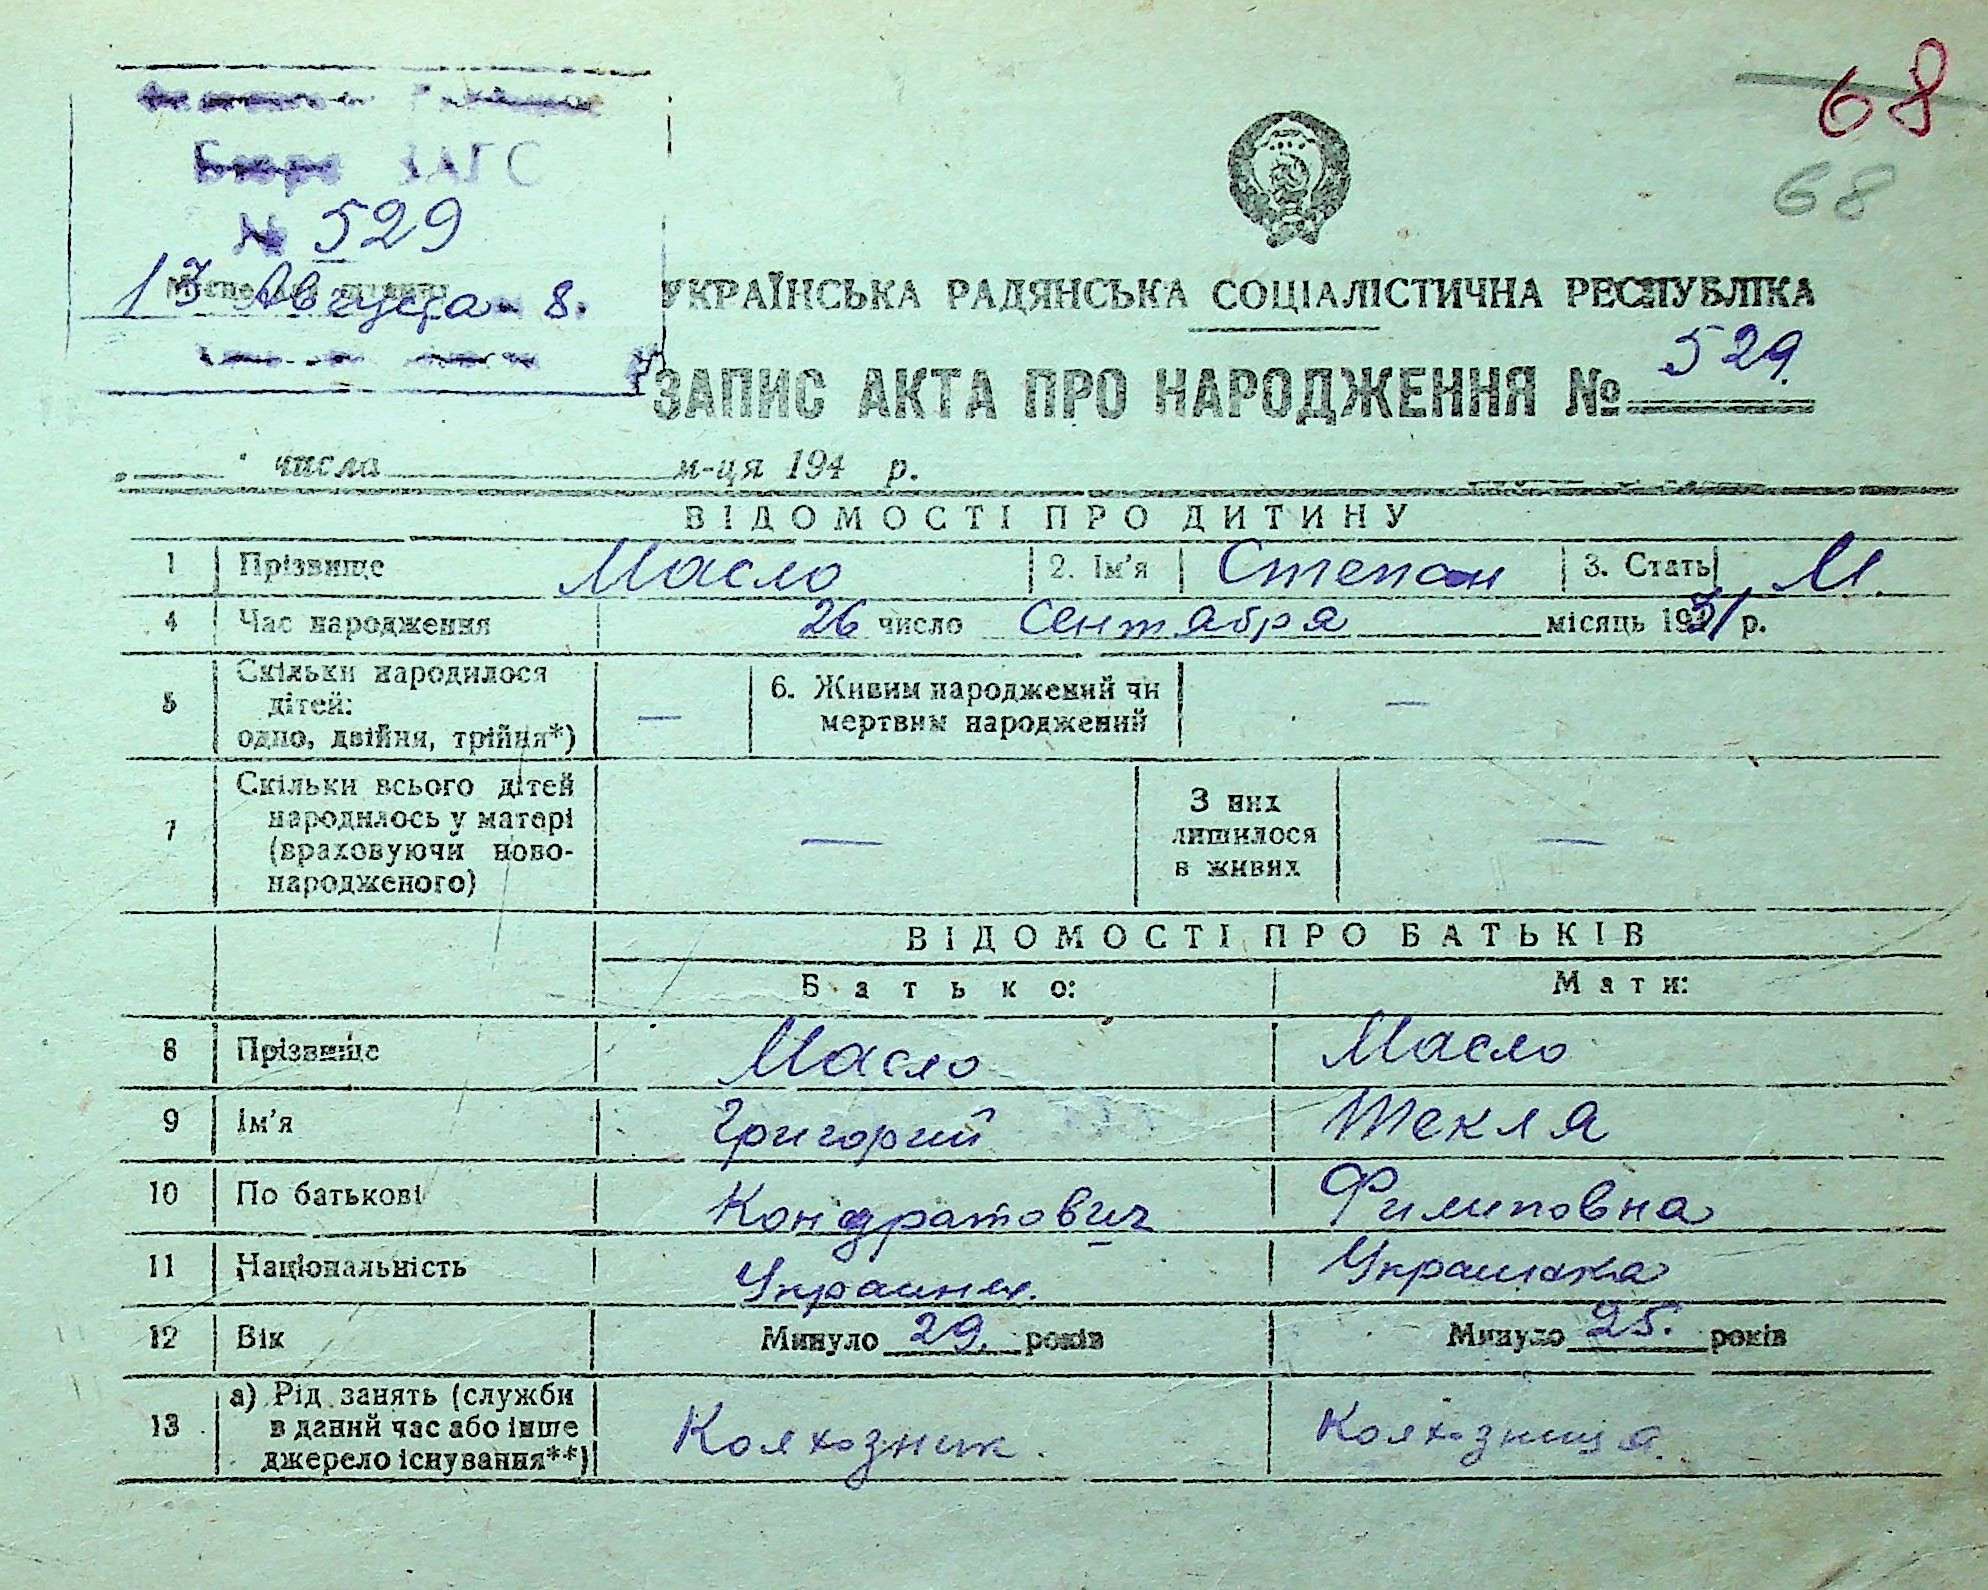 68
68
Бюро ЗАГС
№ 529
13 Августа 8.
УКРАЇНСЬКА РАДЯНСЬКА СОЦІАЛІСТИЧНА РЕСПУБЛІКА
ЗАПИС АКТА ПРО НАРОДЖЕННЯ № 529.
числа м-ця 194 р.
ВІДОМОСТІ ПРО ДИТИНУ
1 Прізвище Масло 2. Ім'я Степан 3. Стать М.
4 Час народження 26 число Сентября місяць 1931 р.
5 Скільки народилося дітей: одно, двійня, трійня*) — 6. Живим народжений чи мертвим народжений —
7 Скільки всього дітей народилось у матері (враховуючи новонародженого) — З них лишилося в живих —
ВІДОМОСТІ ПРО БАТЬКІВ
Батько: Мати:
8 Прізвище Масло Масло
9 Ім'я Григорий Текля
10 По батькові Кондратович Филиповна
11 Національність Украинец. Украинка
12 Вік Минуло 29. років Минуло 25. років
13 а) Рід занять (служби в даний час або інше джерело існування**) Колхозник. Колхозница.